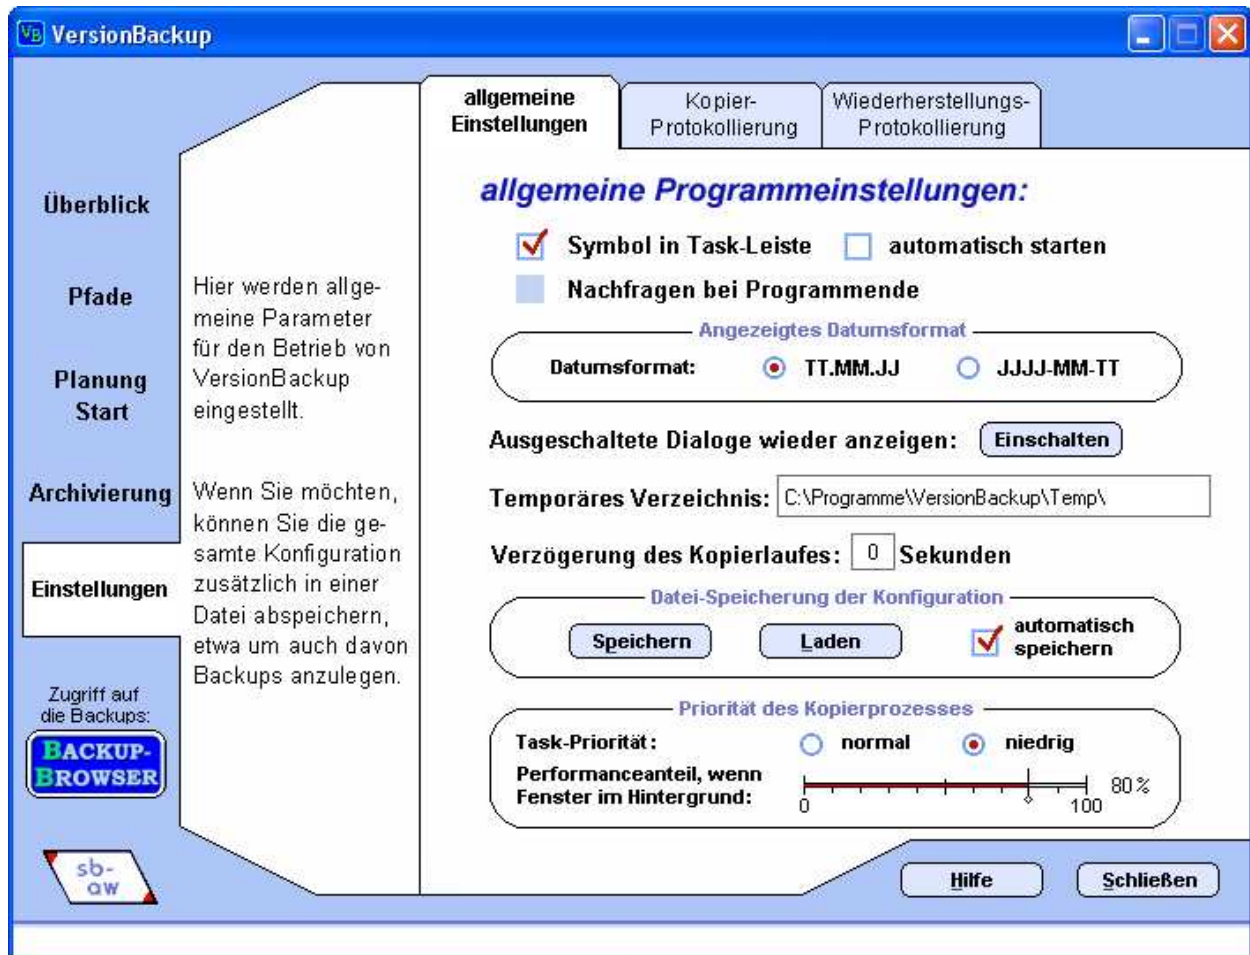 VB VersionBackup
allgemeine
Einstellungen
Kopier-
Protokollierung
Wiederherstellungs-
Protokollierung
Überblick
Pfade
Planung
Start
Archivierung
Einstellungen
Zugriff auf
die Backups:
BACKUP-
BROWSER
sb-
aw
Hier werden allge-
meine Parameter
für den Betrieb von
VersionBackup
eingestellt.
Wenn Sie möchten,
können Sie die ge-
samte Konfiguration
zusätzlich in einer
Datei abspeichern,
etwa um auch davon
Backups anzulegen.
allgemeine Programmeinstellungen:
Symbol in Task-Leiste automatisch starten
Nachfragen bei Programmende
Angezeigtes Datumsformat
Datumsformat: TT.MM.JJ JJJJ-MM-TT
Ausgeschaltete Dialoge wieder anzeigen: Einschalten
Temporäres Verzeichnis: C:\Programme\VersionBackup\Temp\
Verzögerung des Kopierlaufes: 0 Sekunden
Datei-Speicherung der Konfiguration
Speichern Laden automatisch
speichern
Priorität des Kopierprozesses
Task-Priorität: normal niedrig
Performanceanteil, wenn
Fenster im Hintergrund: 0 100 80%
Hilfe Schließen